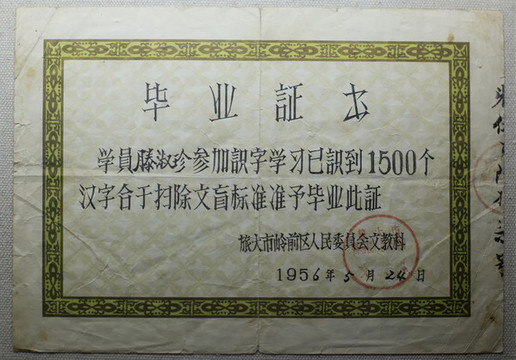 毕业証书
学員滕淑珍参加識字学习已識到1500个
汉字合于扫除文盲标准准予毕业此証
旅大市岭前区人民委員会文教科
1956年5月24日